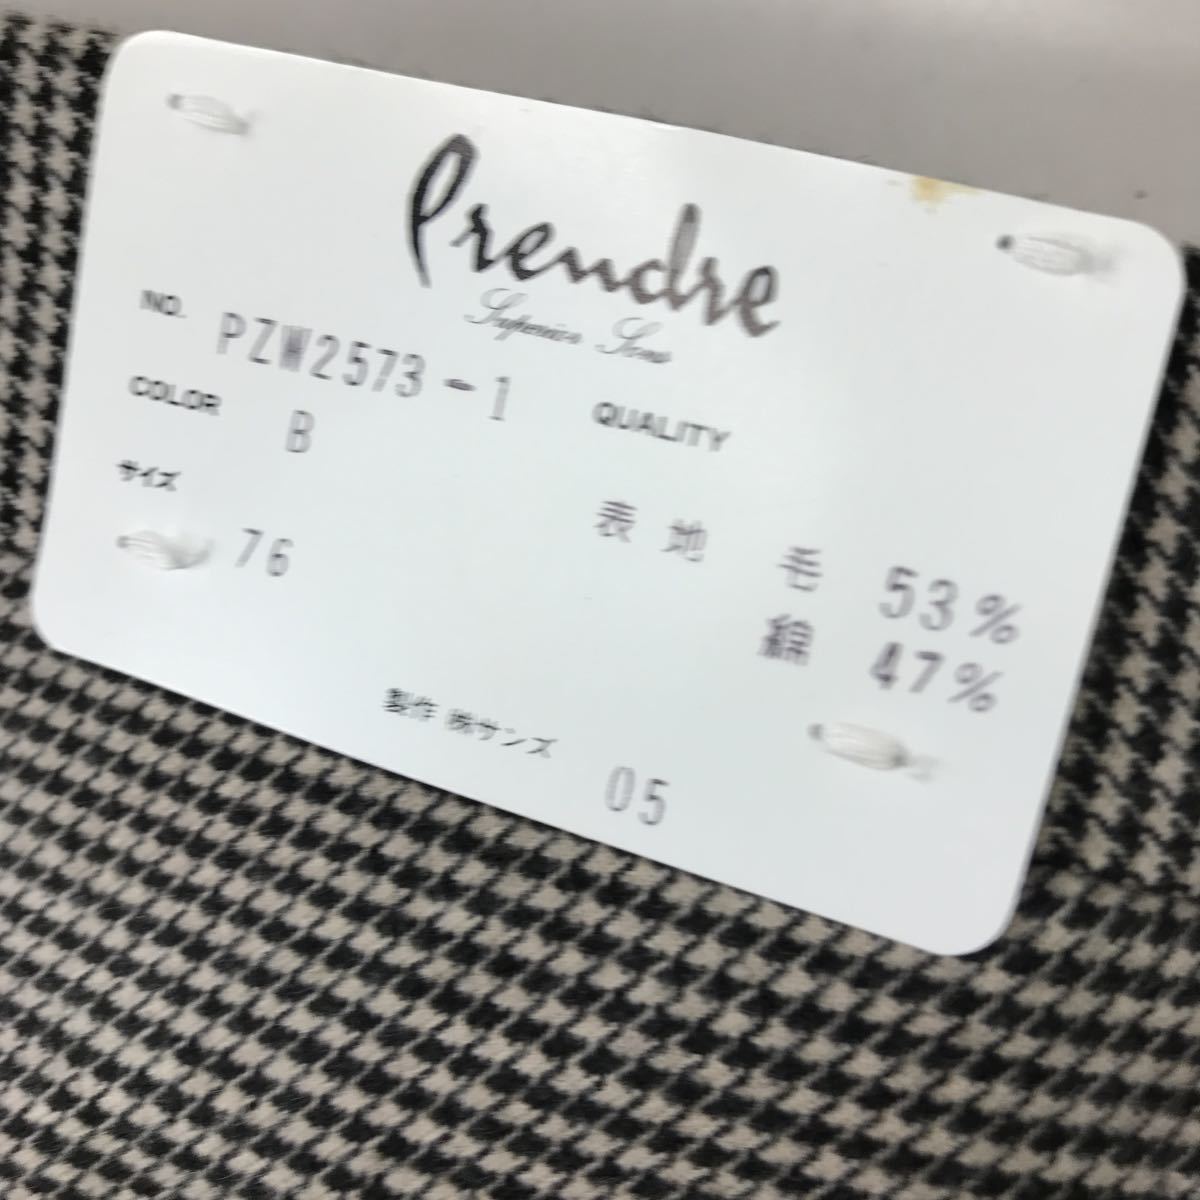 Prendre
Superior Sons
NO. PZW2573-1
COLOR B
QUALITY
サイズ 76
表地 毛 53%
綿 47%
製作 ㈱サンズ
05